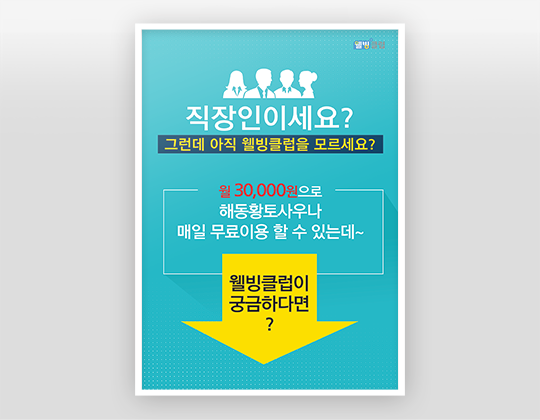 웰빙
직장인이세요?
그런데 아직 웰빙클럽을 모르세요?
월 30,000원으로
해동황토사우나
매일 무료이용 할 수 있는데~
웰빙클럽이
궁금하다면
?